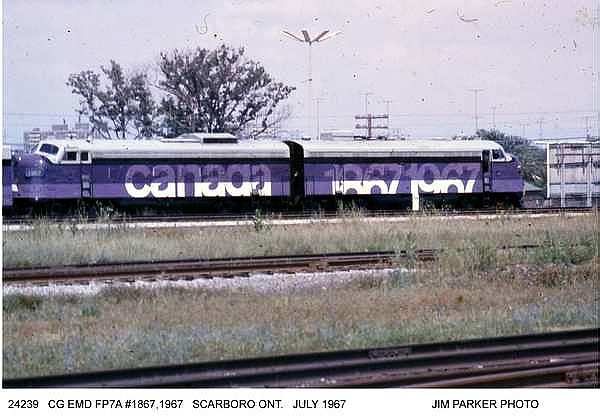 canada 1867 1967
24239 CG EMD FP7A #1867,1967 SCARBORO ONT. JULY 1967 JIM PARKER PHOTO